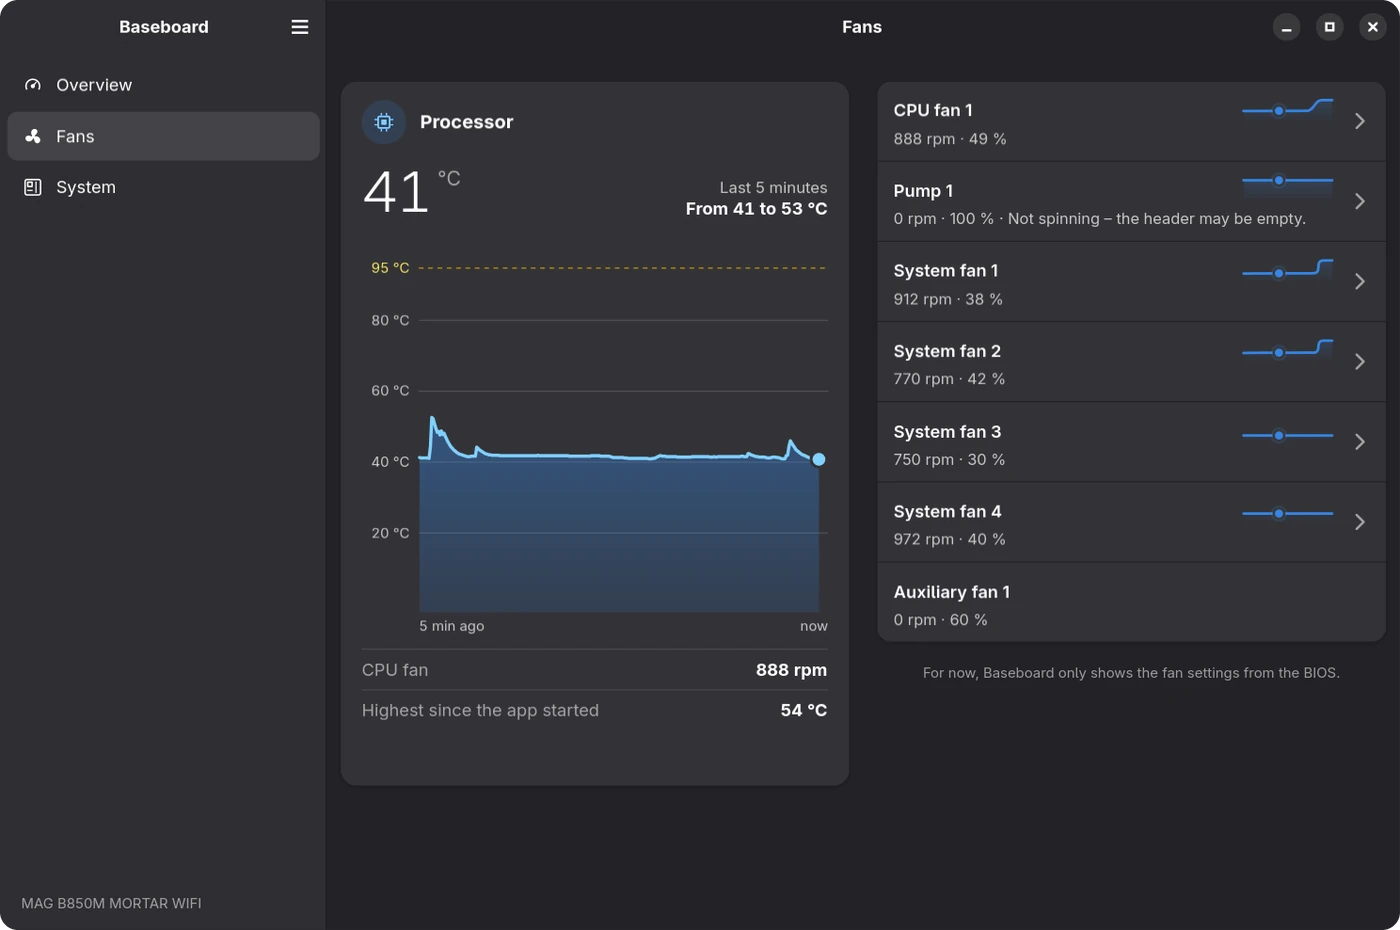 Baseboard
Overview
Fans
System
MAG B850M MORTAR WIFI
Fans
Processor
41 °C
Last 5 minutes
From 41 to 53 °C
95 °C
80 °C
60 °C
40 °C
20 °C
5 min ago
now
CPU fan
888 rpm
Highest since the app started
54 °C
CPU fan 1
888 rpm · 49 %
Pump 1
0 rpm · 100 % · Not spinning – the header may be empty.
System fan 1
912 rpm · 38 %
System fan 2
770 rpm · 42 %
System fan 3
750 rpm · 30 %
System fan 4
972 rpm · 40 %
Auxiliary fan 1
0 rpm · 60 %
For now, Baseboard only shows the fan settings from the BIOS.